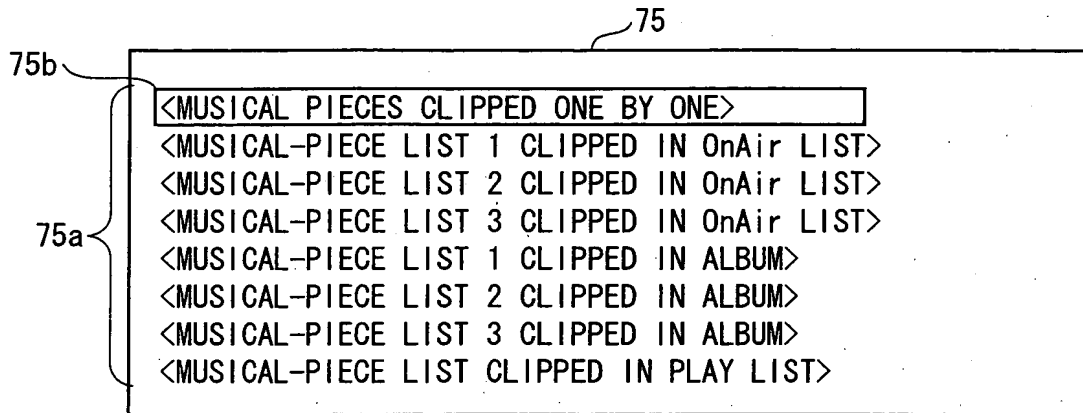 75
75b
<MUSICAL PIECES CLIPPED ONE BY ONE>
<MUSICAL-PIECE LIST 1 CLIPPED IN OnAir LIST>
<MUSICAL-PIECE LIST 2 CLIPPED IN OnAir LIST>
<MUSICAL-PIECE LIST 3 CLIPPED IN OnAir LIST>
75a
<MUSICAL-PIECE LIST 1 CLIPPED IN ALBUM>
<MUSICAL-PIECE LIST 2 CLIPPED IN ALBUM>
<MUSICAL-PIECE LIST 3 CLIPPED IN ALBUM>
<MUSICAL-PIECE LIST CLIPPED IN PLAY LIST>